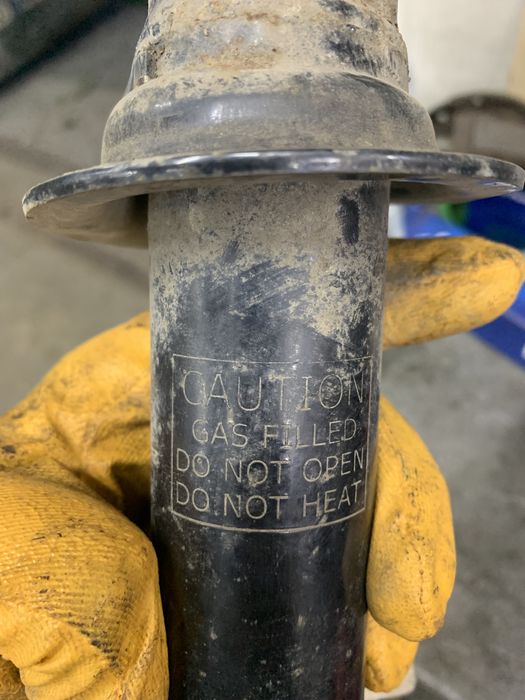 CAUTION
GAS FILLED
DO NOT OPEN
DO NOT HEAT